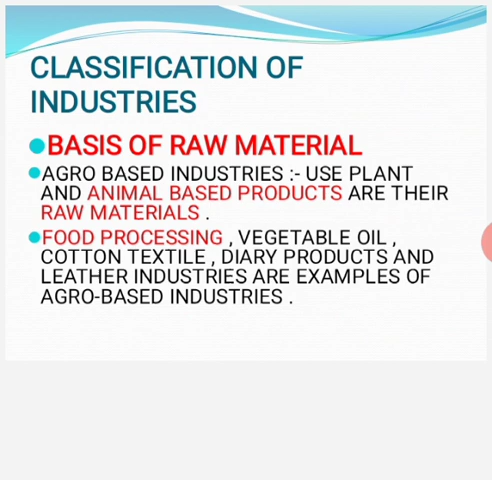 CLASSIFICATION OF
INDUSTRIES
BASIS OF RAW MATERIAL
AGRO BASED INDUSTRIES :- USE PLANT
AND ANIMAL BASED PRODUCTS ARE THEIR
RAW MATERIALS .
FOOD PROCESSING , VEGETABLE OIL ,
COTTON TEXTILE , DIARY PRODUCTS AND
LEATHER INDUSTRIES ARE EXAMPLES OF
AGRO-BASED INDUSTRIES .